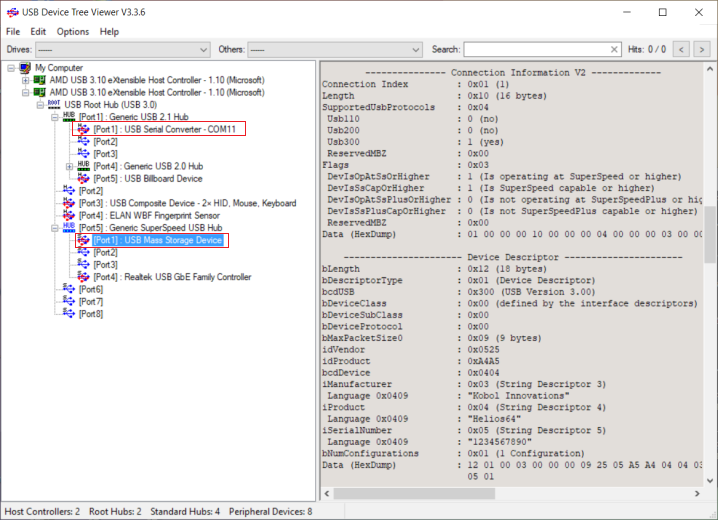 USB Device Tree Viewer V3.3.6
File Edit Options Help
Drives: ----- Others: ----- Search: Hits: 0 / 0 < >
My Computer
AMD USB 3.10 eXtensible Host Controller - 1.10 (Microsoft)
AMD USB 3.10 eXtensible Host Controller - 1.10 (Microsoft)
ROOT USB Root Hub (USB 3.0)
HUB [Port1] : Generic USB 2.1 Hub
[Port1] : USB Serial Converter - COM11
[Port2]
[Port3]
HUB [Port4] : Generic USB 2.0 Hub
[Port5] : USB Billboard Device
[Port2]
[Port3] : USB Composite Device - 2× HID, Mouse, Keyboard
[Port4] : ELAN WBF Fingerprint Sensor
HUB [Port5] : Generic SuperSpeed USB Hub
[Port1] : USB Mass Storage Device
[Port2]
[Port3]
[Port4] : Realtek USB GbE Family Controller
[Port6]
[Port7]
[Port8]
--------------- Connection Information V2 -------------
Connection Index : 0x01 (1)
Length : 0x10 (16 bytes)
SupportedUsbProtocols : 0x04
Usb110 : 0 (no)
Usb200 : 0 (no)
Usb300 : 1 (yes)
ReservedMBZ : 0x00
Flags : 0x03
DevIsOpAtSsOrHigher : 1 (Is operating at SuperSpeed or higher)
DevIsSsCapOrHigher : 1 (Is SuperSpeed capable or higher)
DevIsOpAtSsPlusOrHigher : 0 (Is not operating at SuperSpeedPlus or hig
DevIsSsPlusCapOrHigher : 0 (Is not SuperSpeedPlus capable or higher)
ReservedMBZ : 0x00
Data (HexDump) : 01 00 00 00 10 00 00 00 04 00 00 00 03 00 00
-------------------- Device Descriptor --------------------
bLength : 0x12 (18 bytes)
bDescriptorType : 0x01 (Device Descriptor)
bcdUSB : 0x300 (USB Version 3.00)
bDeviceClass : 0x00 (defined by the interface descriptors)
bDeviceSubClass : 0x00
bDeviceProtocol : 0x00
bMaxPacketSize0 : 0x09 (9 bytes)
idVendor : 0x0525
idProduct : 0xA4A5
bcdDevice : 0x0404
iManufacturer : 0x03 (String Descriptor 3)
Language 0x0409 : "Kobol Innovations"
iProduct : 0x04 (String Descriptor 4)
Language 0x0409 : "Helios64"
iSerialNumber : 0x05 (String Descriptor 5)
Language 0x0409 : "1234567890"
bNumConfigurations : 0x01 (1 Configuration)
Data (HexDump) : 12 01 00 03 00 00 00 09 25 05 A5 A4 04 04 03
05 01
Host Controllers: 2 Root Hubs: 2 Standard Hubs: 4 Peripheral Devices: 8